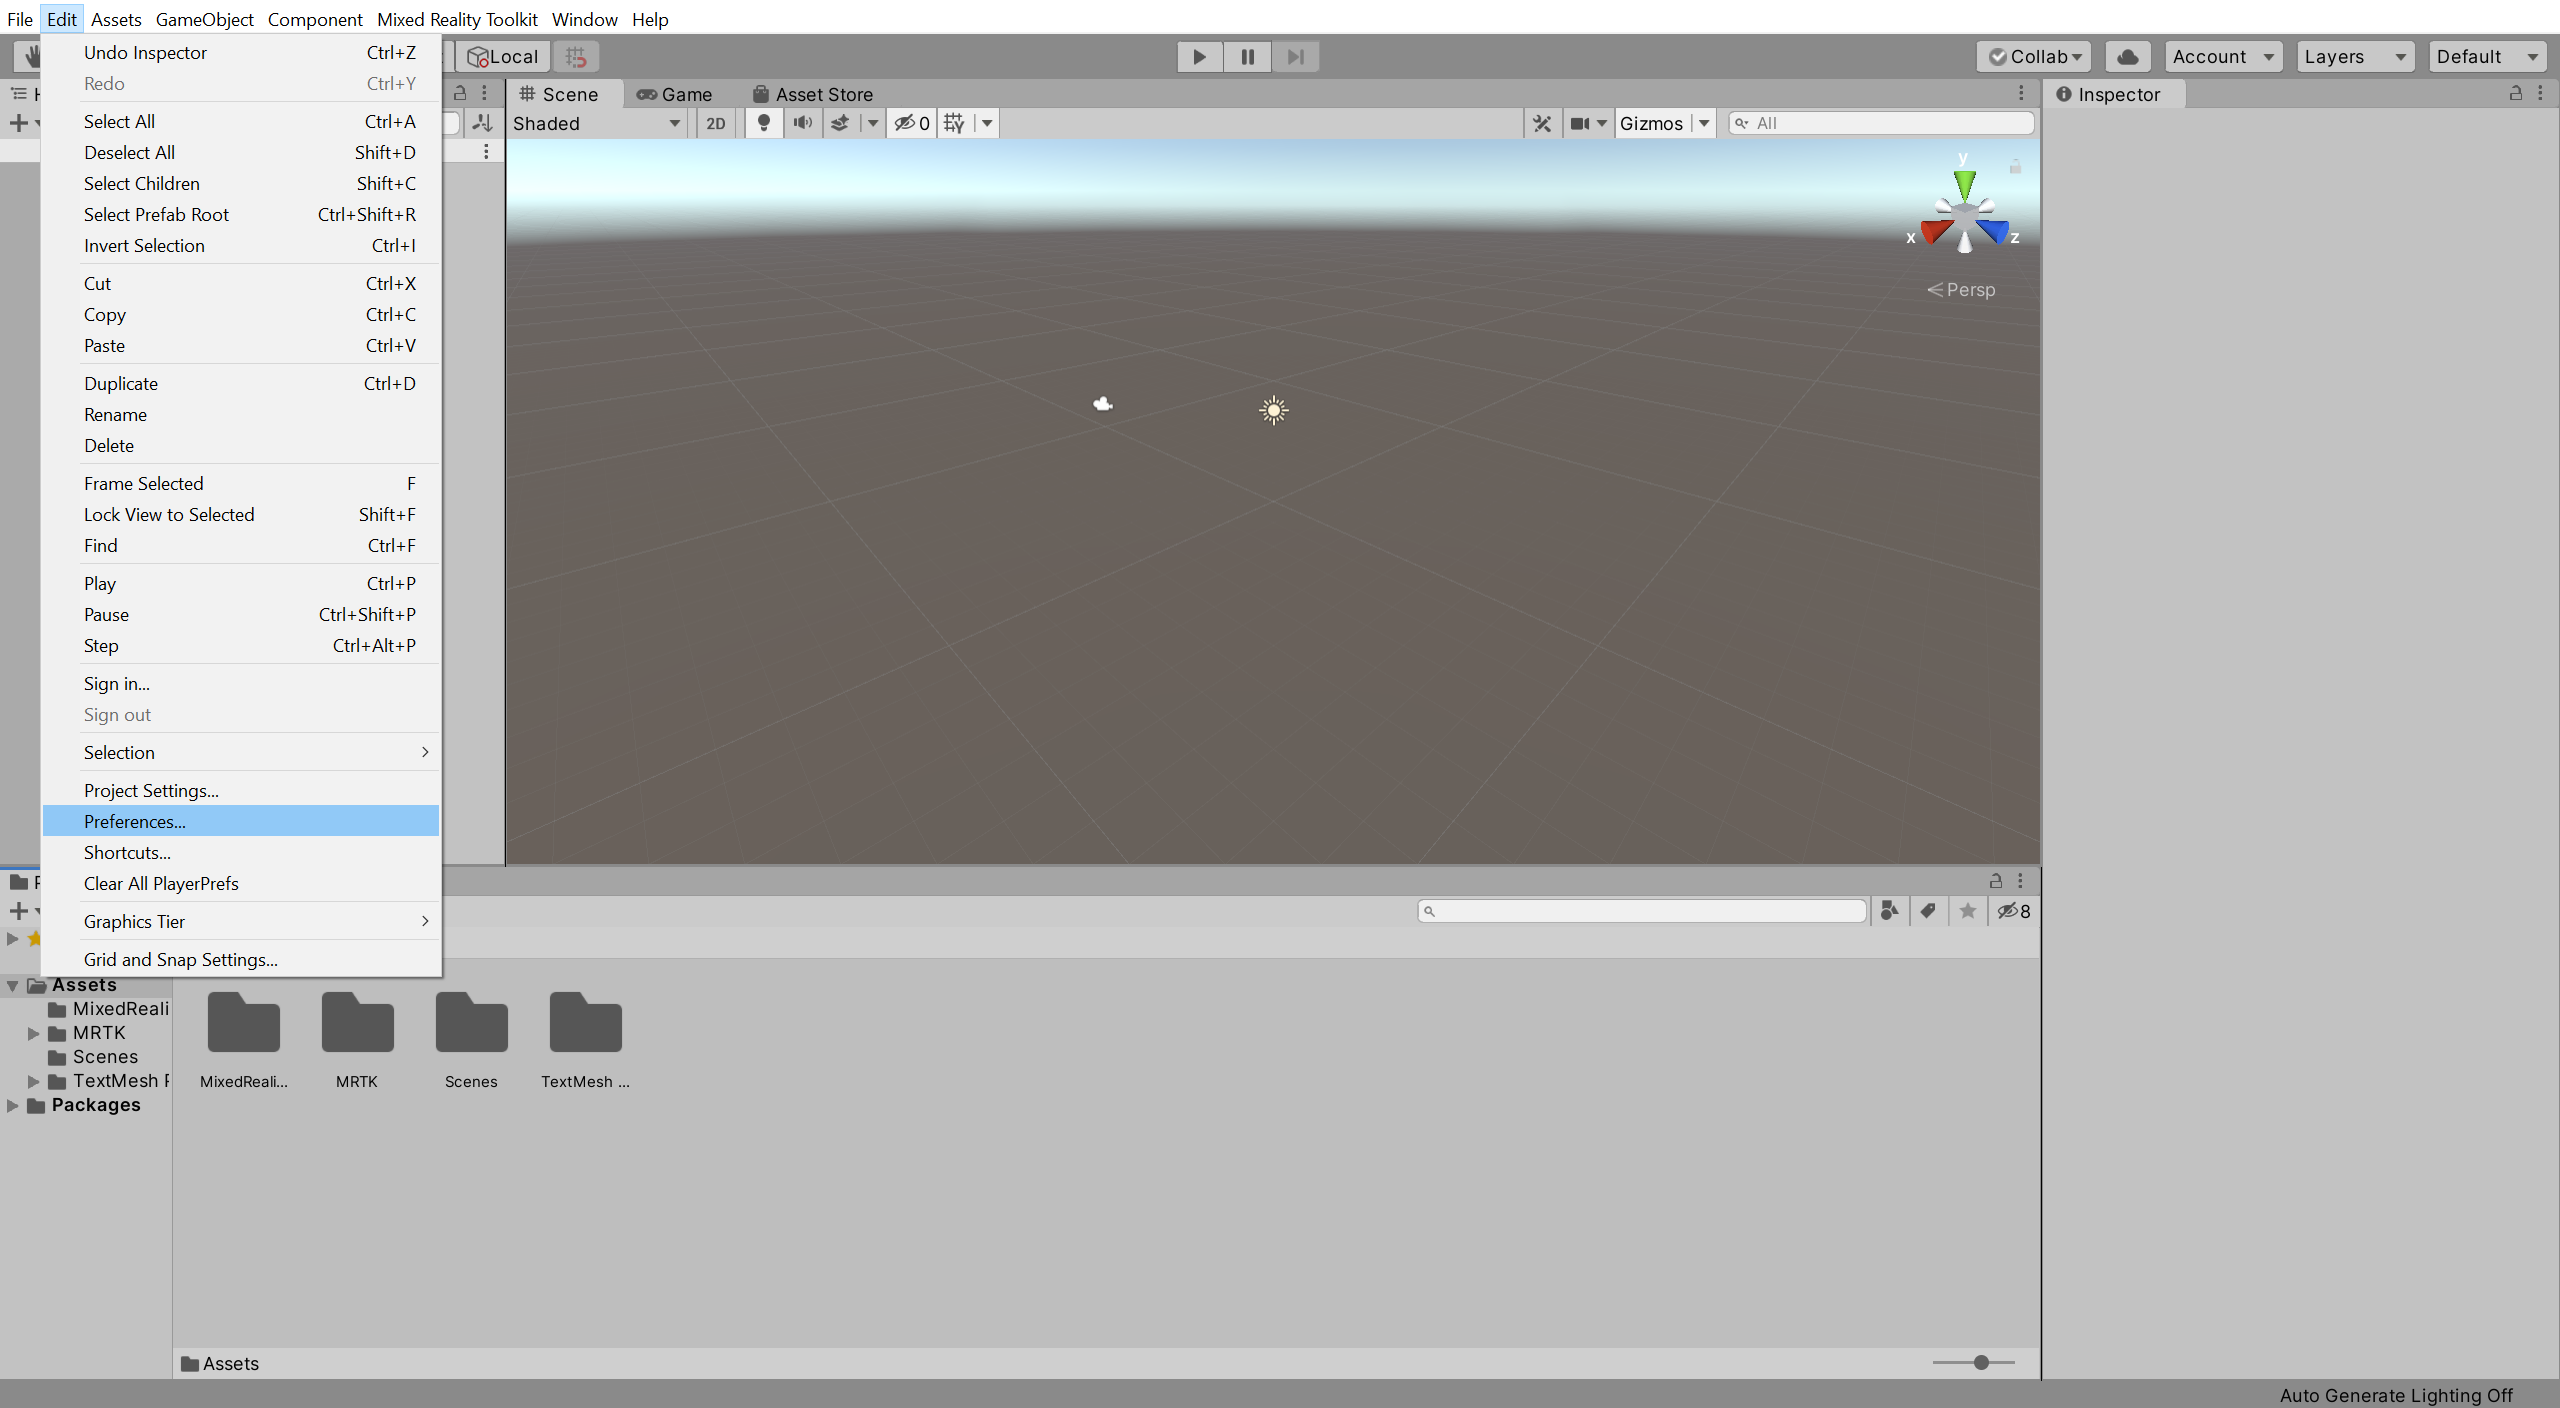 File Edit Assets GameObject Component Mixed Reality Toolkit Window Help
Local
Collab
Account
Layers
Default
Undo Inspector Ctrl+Z
Redo Ctrl+Y
Select All Ctrl+A
Deselect All Shift+D
Select Children Shift+C
Select Prefab Root Ctrl+Shift+R
Invert Selection Ctrl+I
Cut Ctrl+X
Copy Ctrl+C
Paste Ctrl+V
Duplicate Ctrl+D
Rename
Delete
Frame Selected F
Lock View to Selected Shift+F
Find Ctrl+F
Play Ctrl+P
Pause Ctrl+Shift+P
Step Ctrl+Alt+P
Sign in...
Sign out
Selection
Project Settings...
Preferences...
Shortcuts...
Clear All PlayerPrefs
Graphics Tier
Grid and Snap Settings...
Scene
Game
Asset Store
Shaded
2D
0
Gizmos
All
y
x
z
Persp
Inspector
8
Assets
MixedReali
MRTK
Scenes
TextMesh
Packages
MixedReali...
MRTK
Scenes
TextMesh ...
Assets
Auto Generate Lighting Off